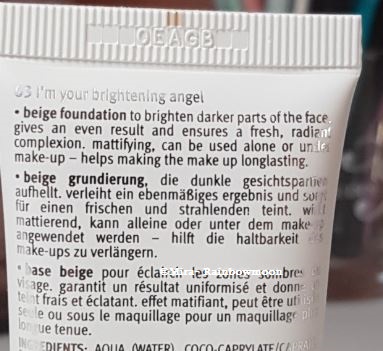 OEAGB
03 I'm your brightening angel
• beige foundation to brighten darker parts of the face.
gives an even result and ensures a fresh, radiant
complexion. mattifying, can be used alone or under
make-up – helps making the make up longlasting.
• beige grundierung, die dunkle gesichtspartien
aufhellt. verleiht ein ebenmäßiges ergebnis und sorgt
für einen frischen und strahlenden teint. wirkt
mattierend, kann alleine oder unter dem make-
angewendet werden – hilft die haltbarkeit des
make-ups zu verlängern.
• base beige pour éclaircir les zones sombres
©Mirah Rainbowmoon
visage. garantit un résultat uniformisé et donne
teint frais et éclatant. effet matifiant, peut être
seule ou sous le maquillage pour un maquillage
longue tenue.
INGREDIENTS: AQUA (WATER), COCO-CAPRYLATE/